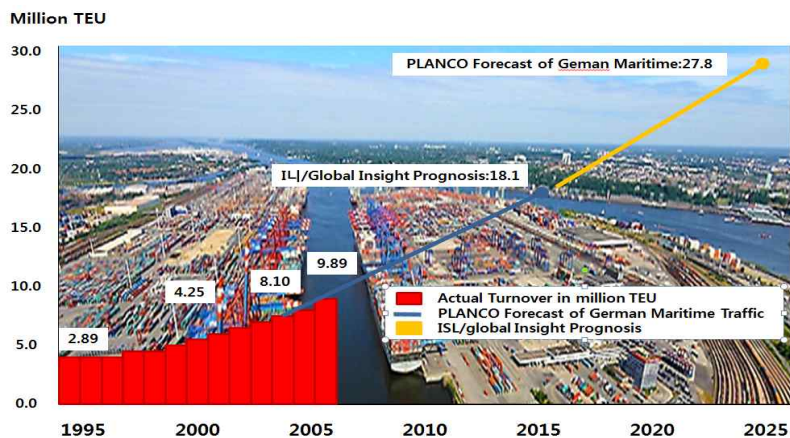 Million TEU
30.0
PLANCO Forecast of Geman Maritime:27.8
25.0
20.0
IL|/Global Insight Prognosis:18.1
15.0
9.89
8.10
10.0
4.25
Actual Turnover in million TEU
PLANCO Forecast of German Maritime Traffic
ISL/global Insight Prognosis
2.89
5.0
0.0
1995 2000 2005 2010 2015 2020 2025